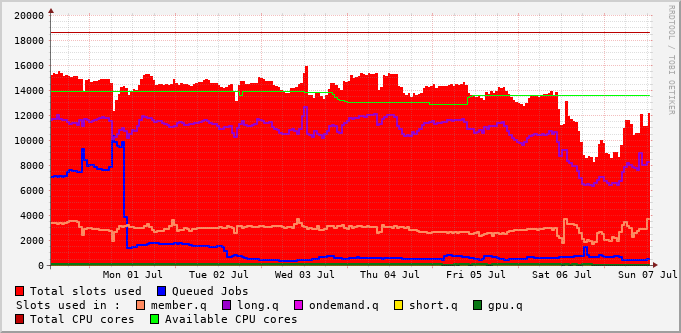 20000
18000
16000
14000
12000
10000
8000
6000
4000
2000
0
Mon 01 Jul Tue 02 Jul Wed 03 Jul Thu 04 Jul Fri 05 Jul Sat 06 Jul Sun 07 Jul
Total slots used Queued Jobs
Slots used in : member.q long.q ondemand.q short.q gpu.q
Total CPU cores Available CPU cores
RRDTOOL / TOBI OETIKER